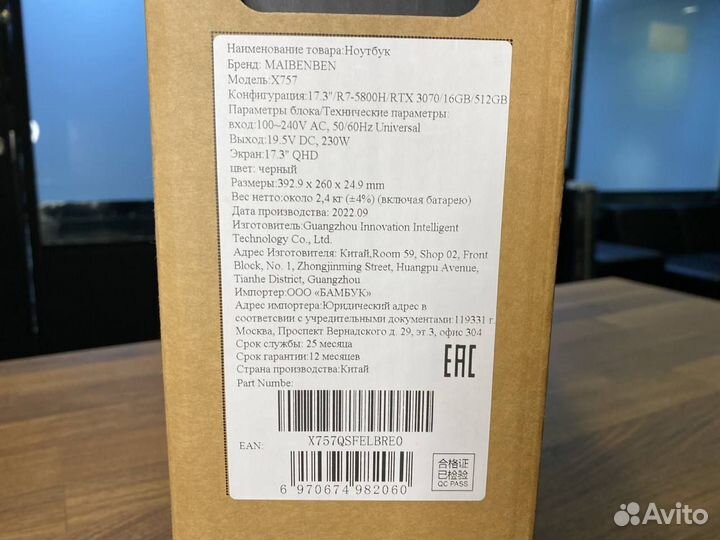 Наименование товара:Ноутбук
Бренд: MAIBENBEN
Модель:X757
Конфигурация:17.3"/R7-5800H/RTX 3070/16GB/512GB
Параметры блока/Технические параметры:
вход:100~240V AC, 50/60Hz Universal
Выход:19.5V DC, 230W
Экран:17.3" QHD
цвет: черный
Размеры:392.9 x 260 x 24.9 mm
Вес нетто:около 2,4 кг (±4%) (включая батарею)
Дата производства:2022.09
Изготовитель:Guangzhou Innovation Intelligent
Technology Co., Ltd.
Адрес Изготовителя: Китай,Room 59, Shop 02, Front
Block, No. 1, Zhongjinming Street, Huangpu Avenue,
Tianhe District, Guangzhou
Импортер:ООО «БАМБУК»
Адрес импортера:Юридический адрес в
соответсвии с учредительными документами:119331 г.
Москва, Проспект Вернадского д. 29, эт.3, офис 304
Срок службы: 25 месяца
Срок гарантии:12 месяцев
Страна производства:Китай
EAC
Part Numbe:
X757QSFELBRE0
EAN:
6 970674 982060
合格证
已检验
QC PASS
Avito